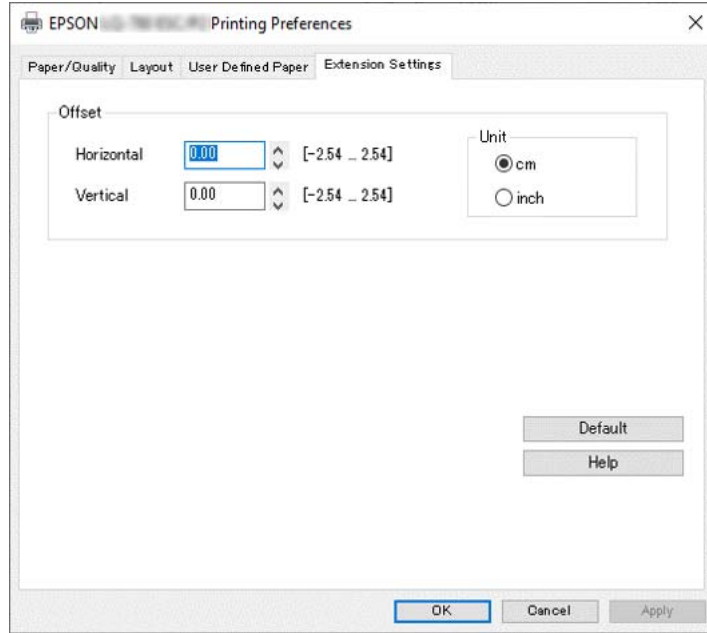 EPSON Printing Preferences
Paper/Quality Layout User Defined Paper Extension Settings
Offset
Horizontal 0.00 [-2.54 .. 2.54]
Vertical 0.00 [-2.54 .. 2.54]
Unit
cm
inch
Default
Help
OK Cancel Apply